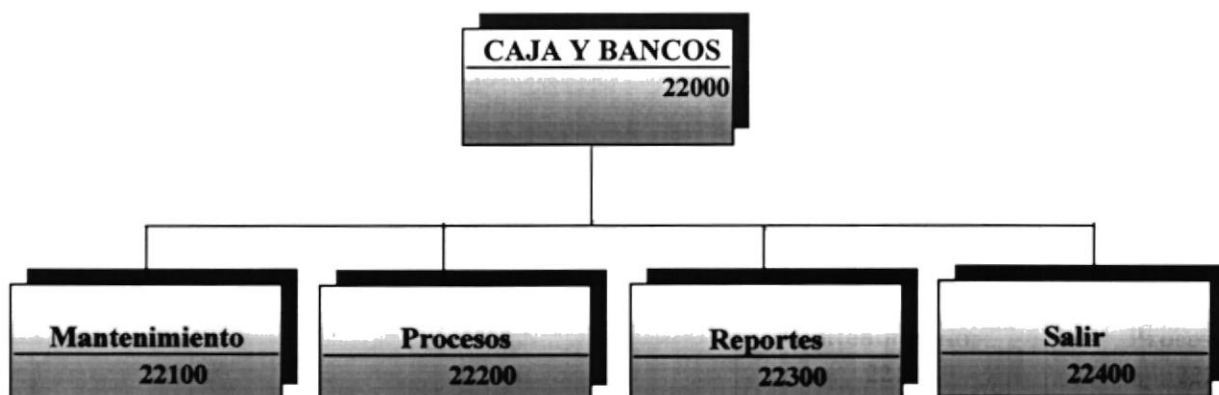 CAJA Y BANCOS
22000
Mantenimiento
22100
Procesos
22200
Reportes
22300
Salir
22400